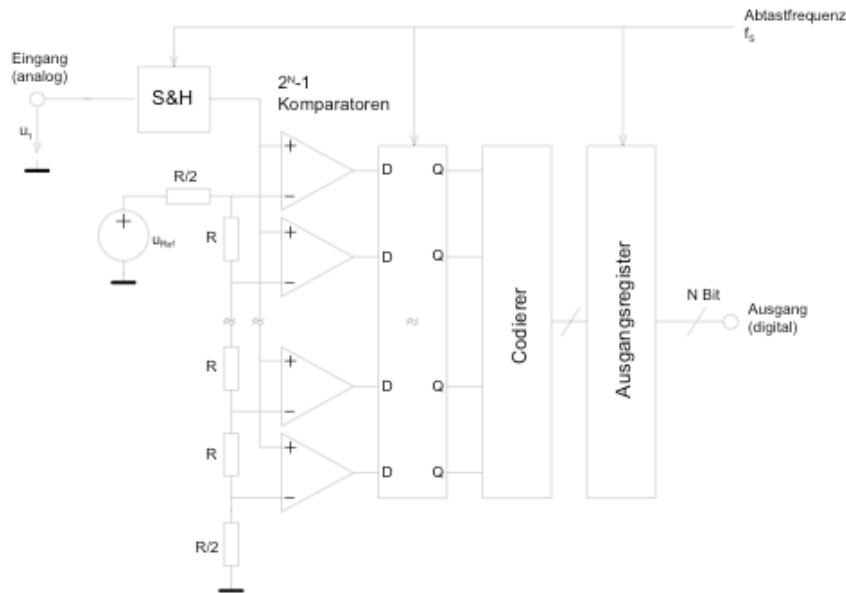 Abtastfrequenz
fS
Eingang
(analog)
S&H
2ᴺ-1
Komparatoren
u1
+
−
D
Q
R/2
+
uRef
R
+
−
D
Q
≈
≈
≈
N Bit
Ausgang
(digital)
Codierer
Ausgangsregister
R
+
−
D
Q
R
+
−
D
Q
R/2